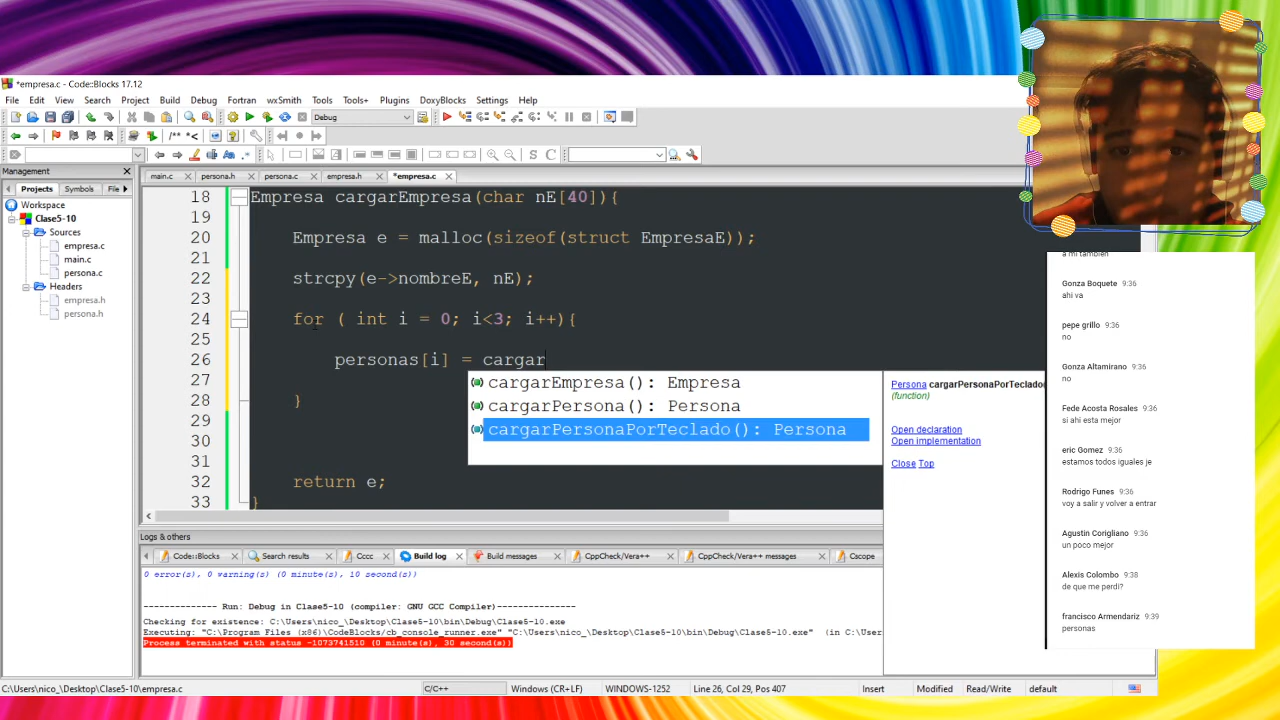 *empresa.c - Code::Blocks 17.12
File Edit View Search Project Build Debug Fortran wxSmith Tools Tools+ Plugins DoxyBlocks Settings Help
Debug
/** *<
Aa .*
S C
Management
main.c persona.h persona.c empresa.h *empresa.c
Projects Symbols File
Workspace
Clase5-10
Sources
empresa.c
main.c
persona.c
Headers
empresa.h
persona.h
18 Empresa cargarEmpresa(char nE[40]){
19
20 Empresa e = malloc(sizeof(struct EmpresaE));
21
22 strcpy(e->nombreE, nE);
23
24 for ( int i = 0; i<3; i++){
25
26 personas[i] = cargar
27
28 }
29
30
31
32 return e;
33 }
cargarEmpresa(): Empresa
cargarPersona(): Persona
cargarPersonaPorTeclado(): Persona
Persona cargarPersonaPorTeclado(
(function)
Open declaration
Open implementation
Close Top
Logs & others
Code::Blocks Search results Cccc Build log Build messages CppCheck/Vera++ CppCheck/Vera++ messages Cscope
0 error(s), 0 warning(s) (0 minute(s), 10 second(s))
-------------- Run: Debug in Clase5-10 (compiler: GNU GCC Compiler)---------------
Checking for existence: C:\Users\nico_\Desktop\Clase5-10\bin\Debug\Clase5-10.exe
Executing: "C:\Program Files (x86)\CodeBlocks/cb_console_runner.exe" "C:\Users\nico_\Desktop\Clase5-10\bin\Debug\Clase5-10.exe" (in C:\User
Process terminated with status -1073741510 (0 minute(s), 30 second(s))
C:\Users\nico_\Desktop\Clase5-10\empresa.c C/C++ Windows (CR+LF) WINDOWS-1252 Line 26, Col 29, Pos 407 Insert Modified Read/Write default
a mi tambien
Gonza Boquete 9:36
ahi va
pepe grillo 9:36
no
Gonza Altamirano 9:36
no
Fede Acosta Rosales 9:36
si ahi esta mejor
eric Gomez 9:36
estamos todos iguales je
Rodrigo Funes 9:36
voy a salir y volver a entrar
Agustin Corigliano 9:36
un poco mejor
Alexis Colombo 9:38
de que me perdi?
francisco Armendariz 9:39
personas